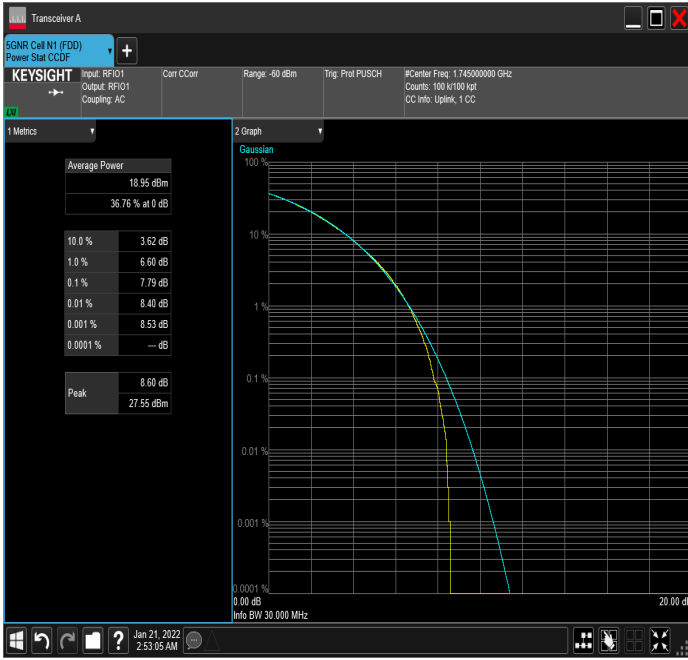 Transceiver A
5GNR Cell N1 (FDD)
Power Stat CCDF
+
KEYSIGHT
LXI
Input: RFIO1
Output: RFIO1
Coupling: AC
Corr CCorr
Range: -60 dBm
Trig: Prot PUSCH
#Center Freq: 1.745000000 GHz
Counts: 100 k/100 kpt
CC Info: Uplink, 1 CC
1 Metrics
Average Power
18.95 dBm
36.76 % at 0 dB
10.0 % 3.62 dB
1.0 % 6.60 dB
0.1 % 7.79 dB
0.01 % 8.40 dB
0.001 % 8.53 dB
0.0001 % --- dB
Peak 8.60 dB
27.55 dBm
2 Graph
Gaussian
100 %
10 %
1 %
0.1 %
0.01 %
0.001 %
0.0001 %
0.00 dB
20.00 dB
Info BW 30.000 MHz
?
Jan 21, 2022
2:53:05 AM